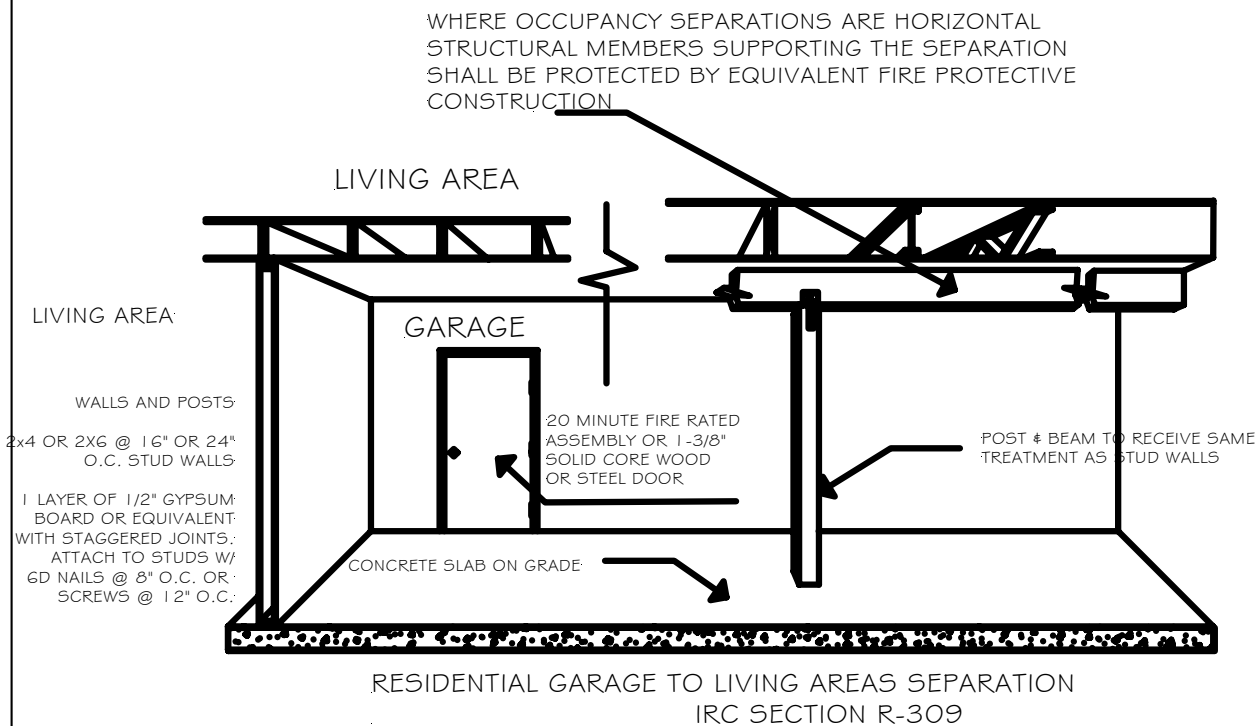 WHERE OCCUPANCY SEPARATIONS ARE HORIZONTAL
STRUCTURAL MEMBERS SUPPORTING THE SEPARATION
SHALL BE PROTECTED BY EQUIVALENT FIRE PROTECTIVE
CONSTRUCTION
LIVING AREA
LIVING AREA
GARAGE
WALLS AND POSTS
2x4 OR 2X6 @ 16" OR 24"
O.C. STUD WALLS
1 LAYER OF 1/2" GYPSUM
BOARD OR EQUIVALENT
WITH STAGGERED JOINTS.
ATTACH TO STUDS W/
6D NAILS @ 8" O.C. OR
SCREWS @ 12" O.C.
20 MINUTE FIRE RATED
ASSEMBLY OR 1-3/8"
SOLID CORE WOOD
OR STEEL DOOR
POST & BEAM TO RECEIVE SAME
TREATMENT AS STUD WALLS
CONCRETE SLAB ON GRADE
RESIDENTIAL GARAGE TO LIVING AREAS SEPARATION
IRC SECTION R-309